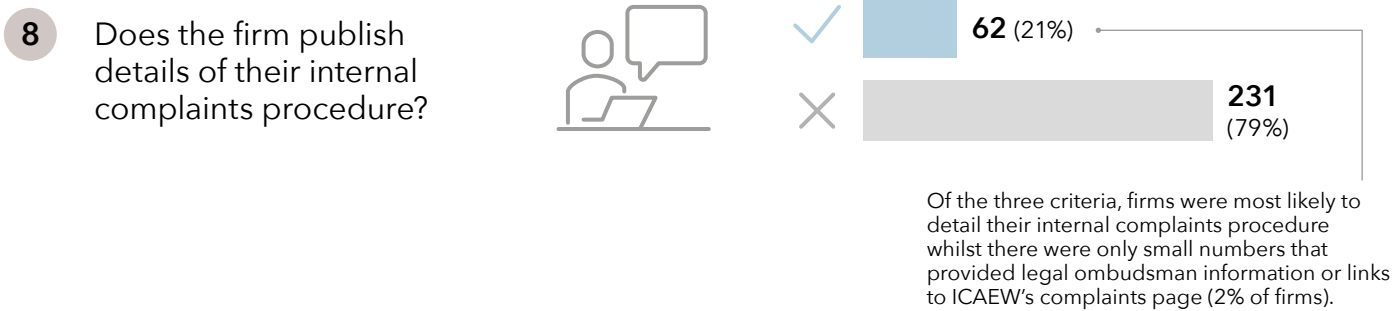 8
Does the firm publish
details of their internal
complaints procedure?
62 (21%)
231
(79%)
Of the three criteria, firms were most likely to
detail their internal complaints procedure
whilst there were only small numbers that
provided legal ombudsman information or links
to ICAEW’s complaints page (2% of firms).